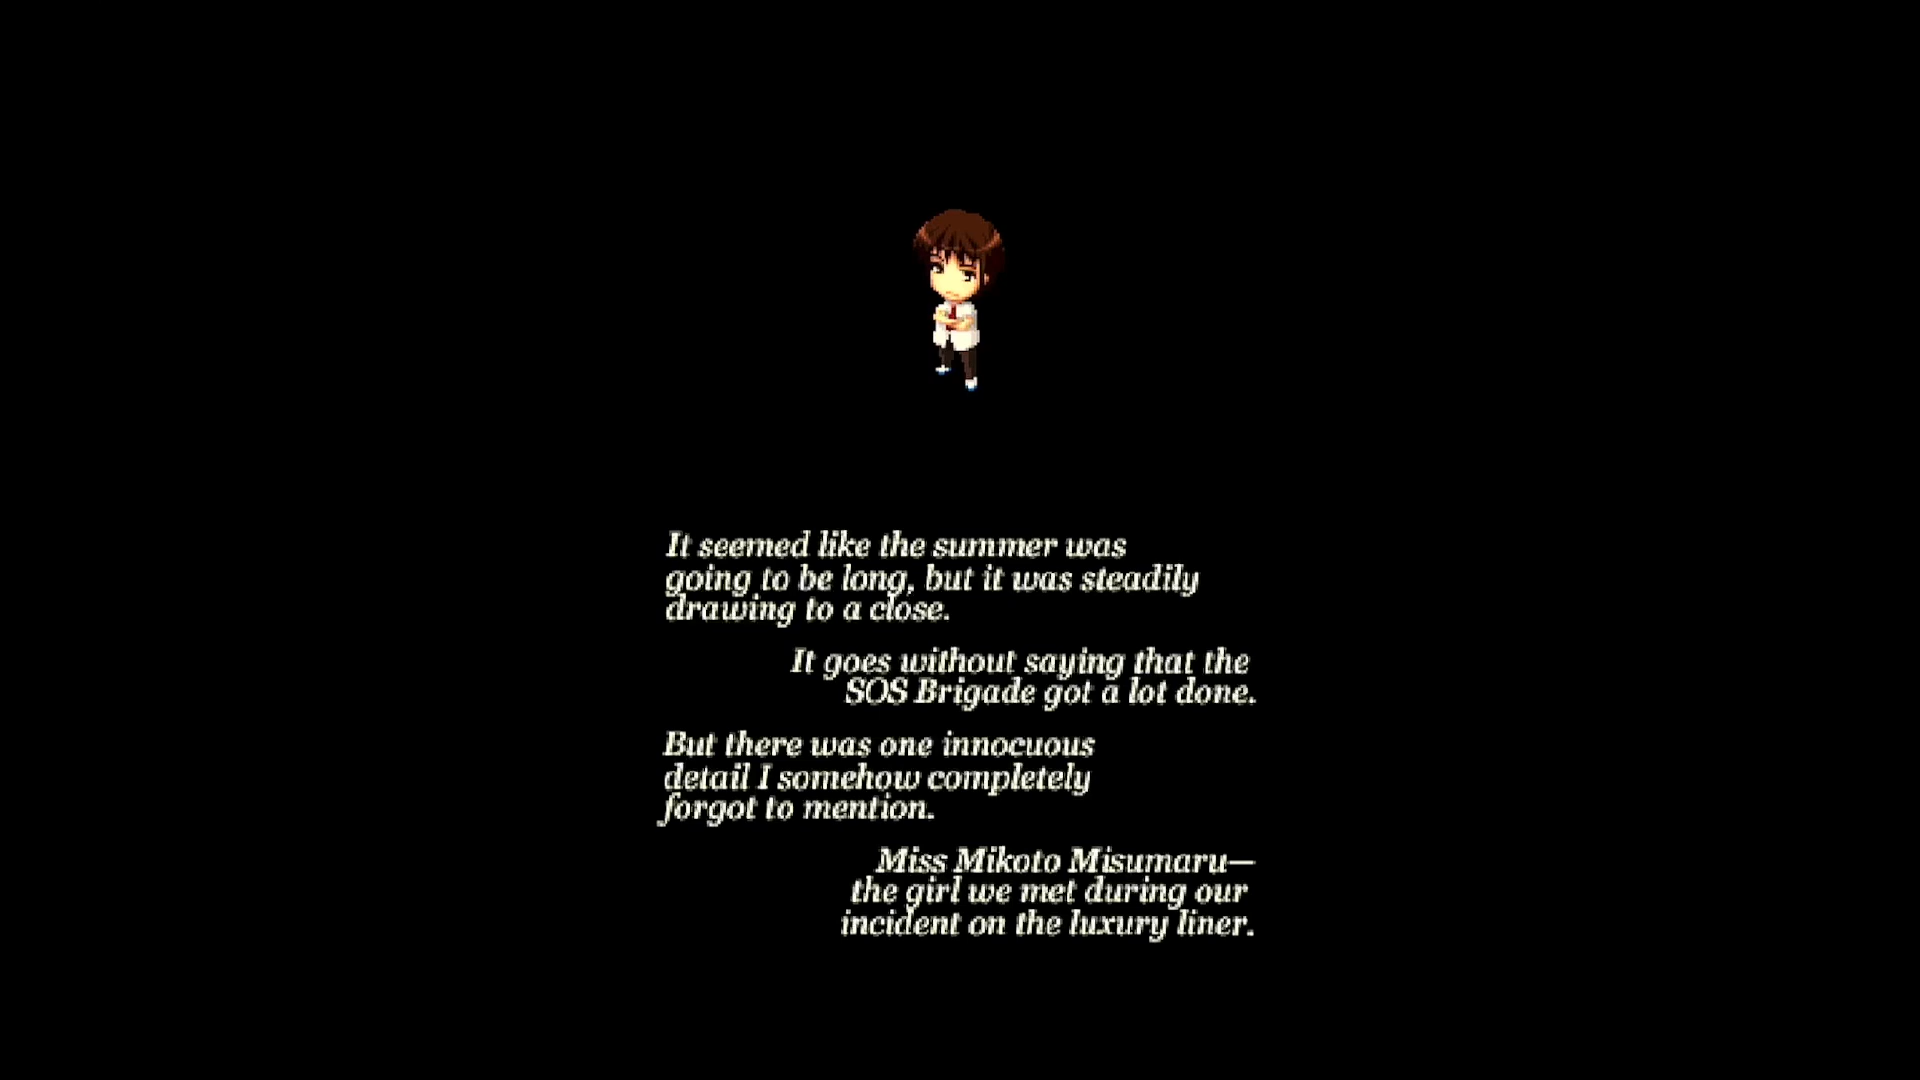 It seemed like the summer was
going to be long, but it was steadily
drawing to a close.
It goes without saying that the
SOS Brigade got a lot done.
But there was one innocuous
detail I somehow completely
forgot to mention.
Miss Mikoto Misumaru—
the girl we met during our
incident on the luxury liner.